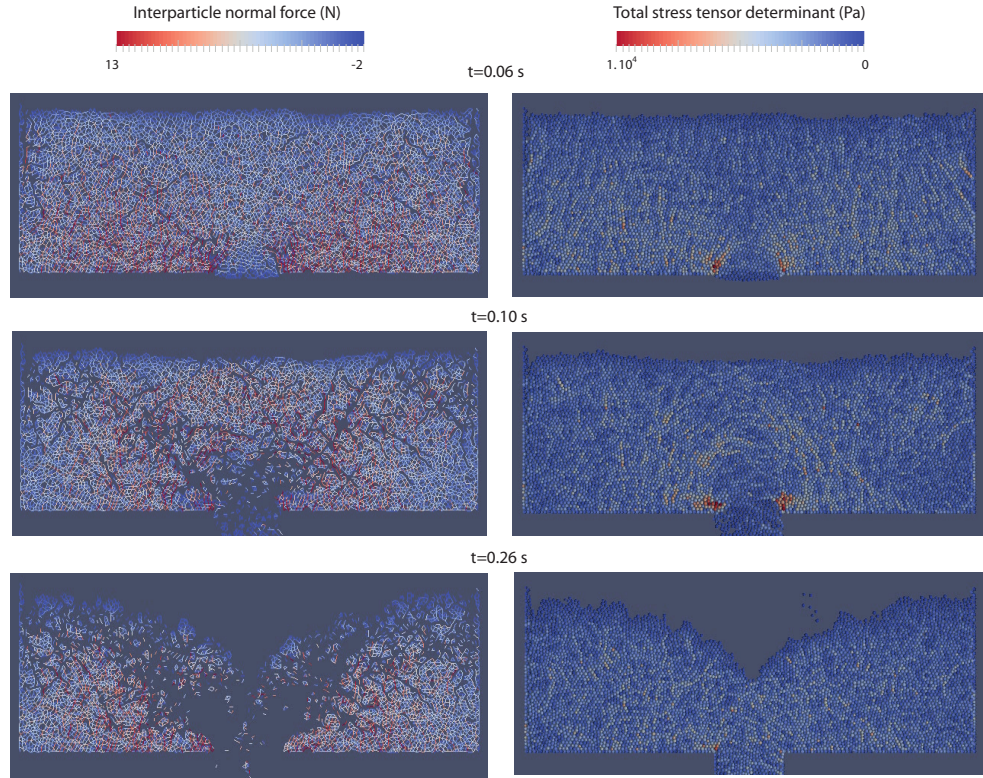 Interparticle normal force (N)
Total stress tensor determinant (Pa)
13
-2
1.10⁴
0
t=0.06 s
t=0.10 s
t=0.26 s